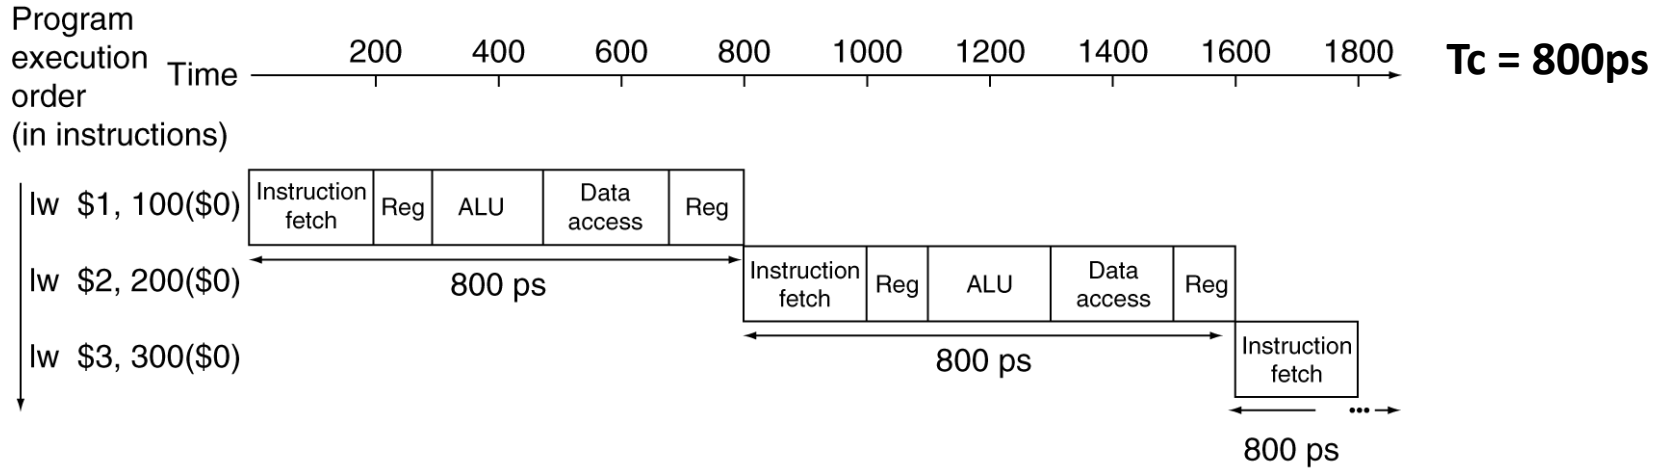 Program
execution
order
(in instructions)
Time
200 400 600 800 1000 1200 1400 1600 1800
Tc = 800ps
lw $1, 100($0)
Instruction
fetch
Reg
ALU
Data
access
Reg
800 ps
lw $2, 200($0)
Instruction
fetch
Reg
ALU
Data
access
Reg
800 ps
lw $3, 300($0)
Instruction
fetch
...
800 ps